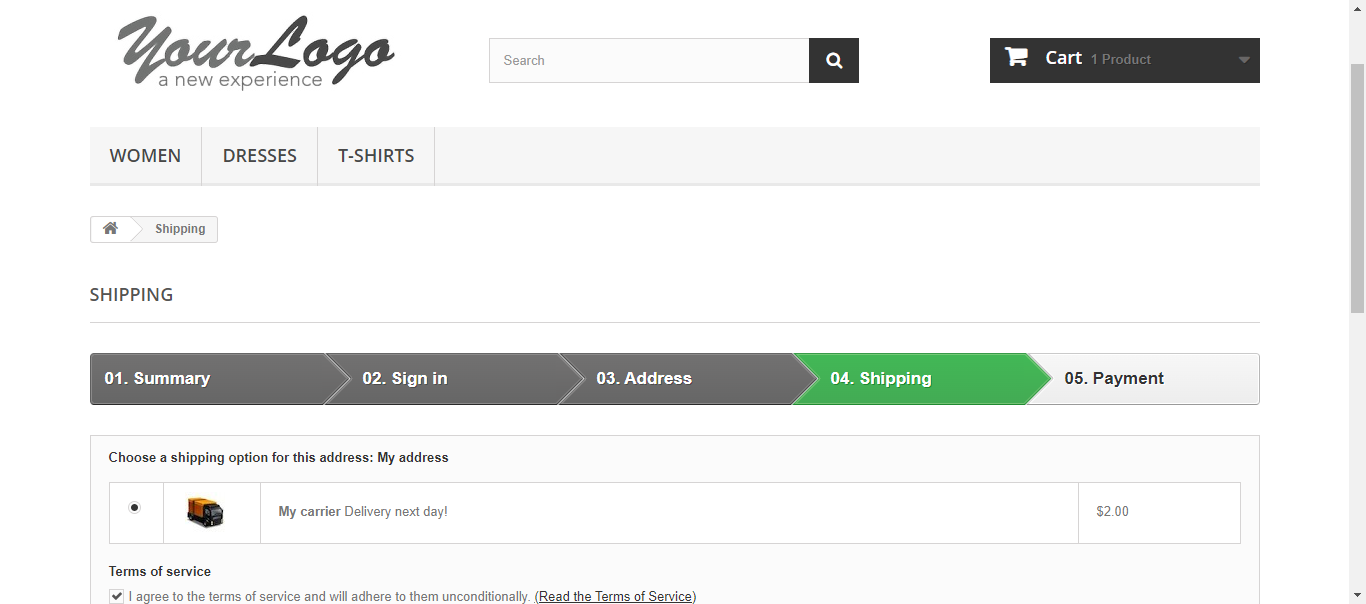 YourLogo
a new experience
Search
Cart 1 Product
WOMEN DRESSES T-SHIRTS
Shipping
SHIPPING
01. Summary 02. Sign in 03. Address 04. Shipping 05. Payment
Choose a shipping option for this address: My address
My carrier Delivery next day! $2.00
Terms of service
I agree to the terms of service and will adhere to them unconditionally. (Read the Terms of Service)